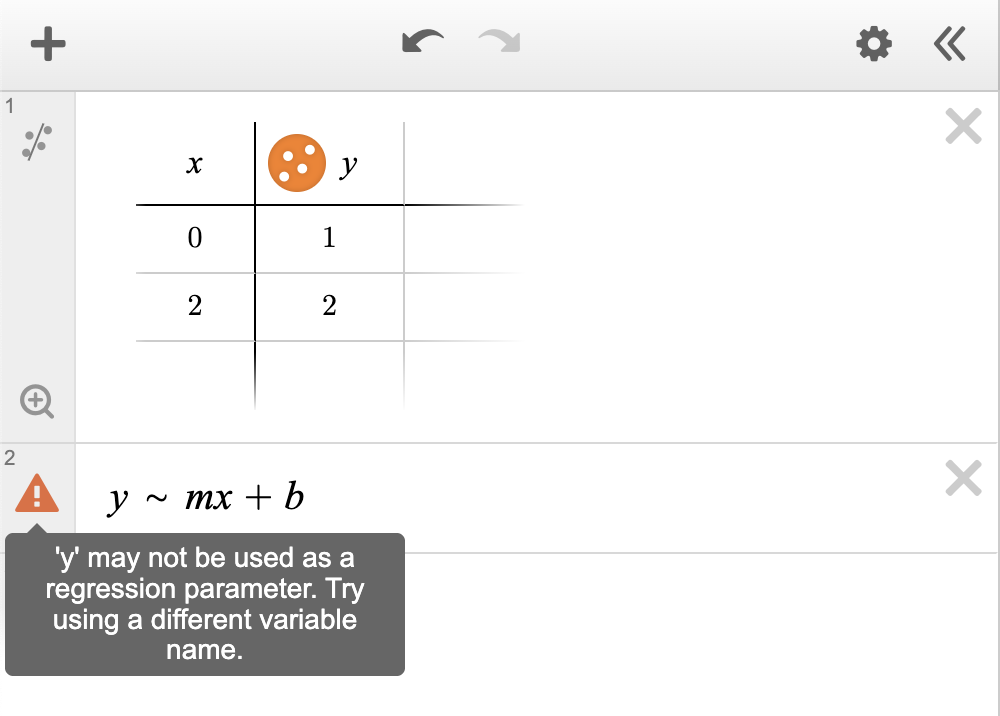 1
x y
0 1
2 2
2
y ~ mx + b
'y' may not be used as a
regression parameter. Try
using a different variable
name.